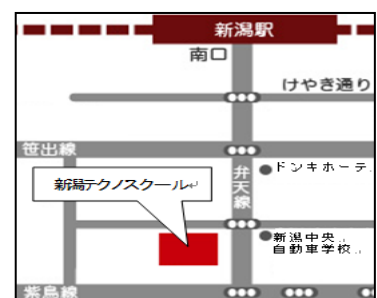 新潟駅
南口
けやき通り
笹出線
弁天線
ドンキホーテ
新潟テクノスクール
新潟中央
自動車学校
紫鳥線